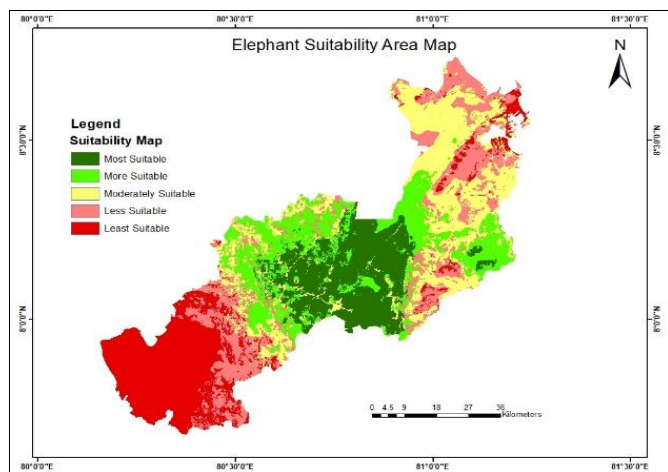 80°0'0"E 80°30'0"E 81°0'0"E 81°30'0"E
Elephant Suitability Area Map
N
Legend
Suitability Map
Most Suitable
More Suitable
Moderately Suitable
Less Suitable
Least Suitable
8°30'0"N
8°30'0"N
8°0'0"N
8°0'0"N
0 4.5 9 18 27 36
Kilometers
80°0'0"E 80°30'0"E 81°0'0"E 81°30'0"E